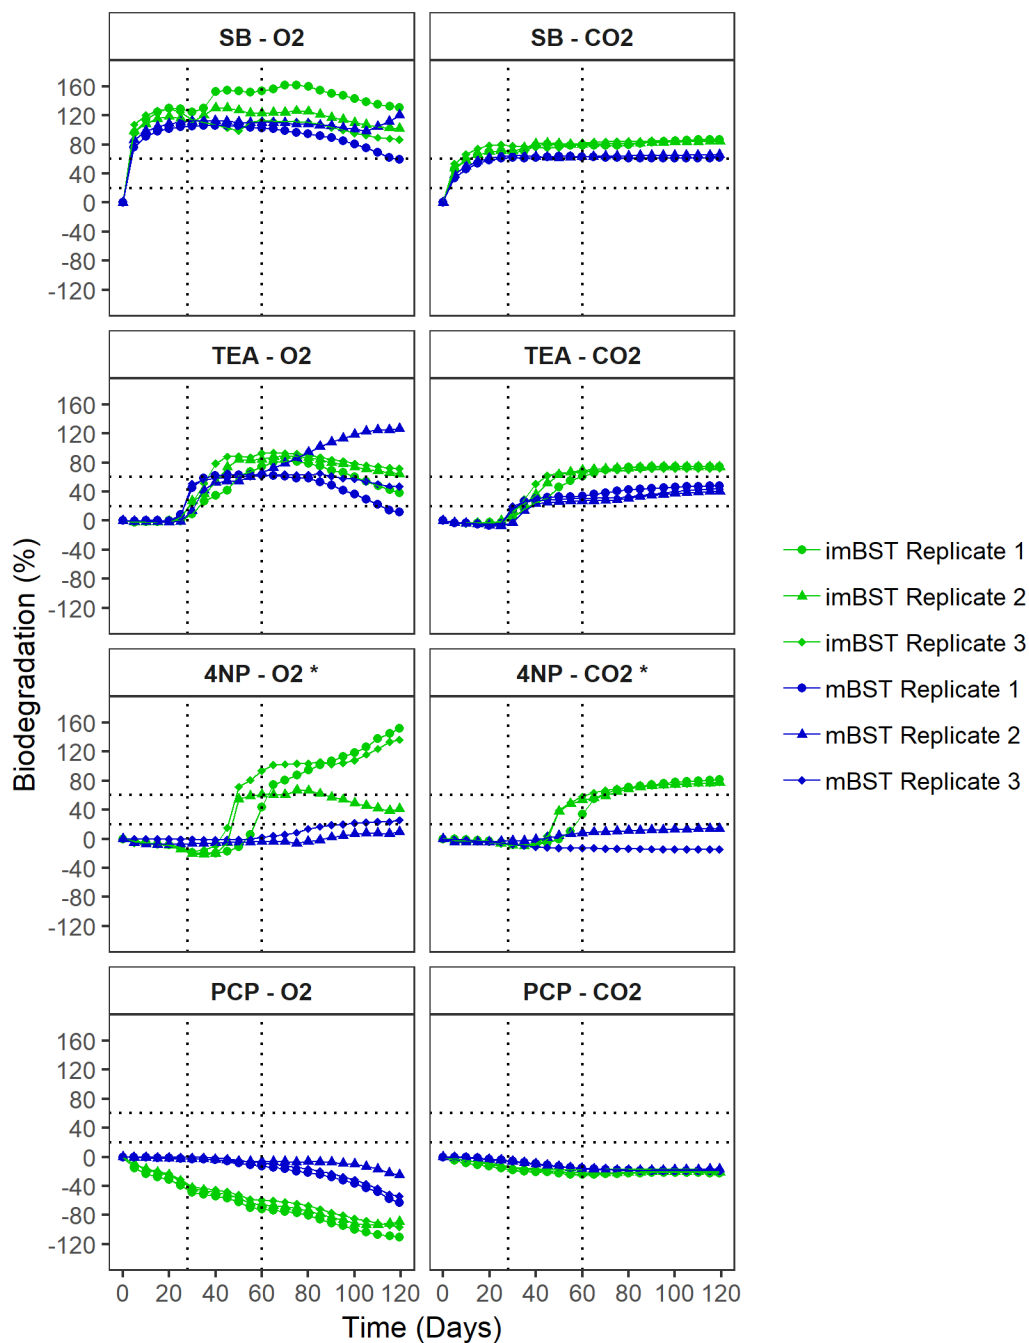 SB - O2
SB - CO2
160
120
80
40
0
-40
-80
-120
TEA - O2
TEA - CO2
160
120
80
40
0
-40
-80
-120
4NP - O2 *
4NP - CO2 *
160
120
80
40
0
-40
-80
-120
PCP - O2
PCP - CO2
160
120
80
40
0
-40
-80
-120
0 20 40 60 80 100 120
0 20 40 60 80 100 120
Time (Days)
Biodegradation (%)
imBST Replicate 1
imBST Replicate 2
imBST Replicate 3
mBST Replicate 1
mBST Replicate 2
mBST Replicate 3